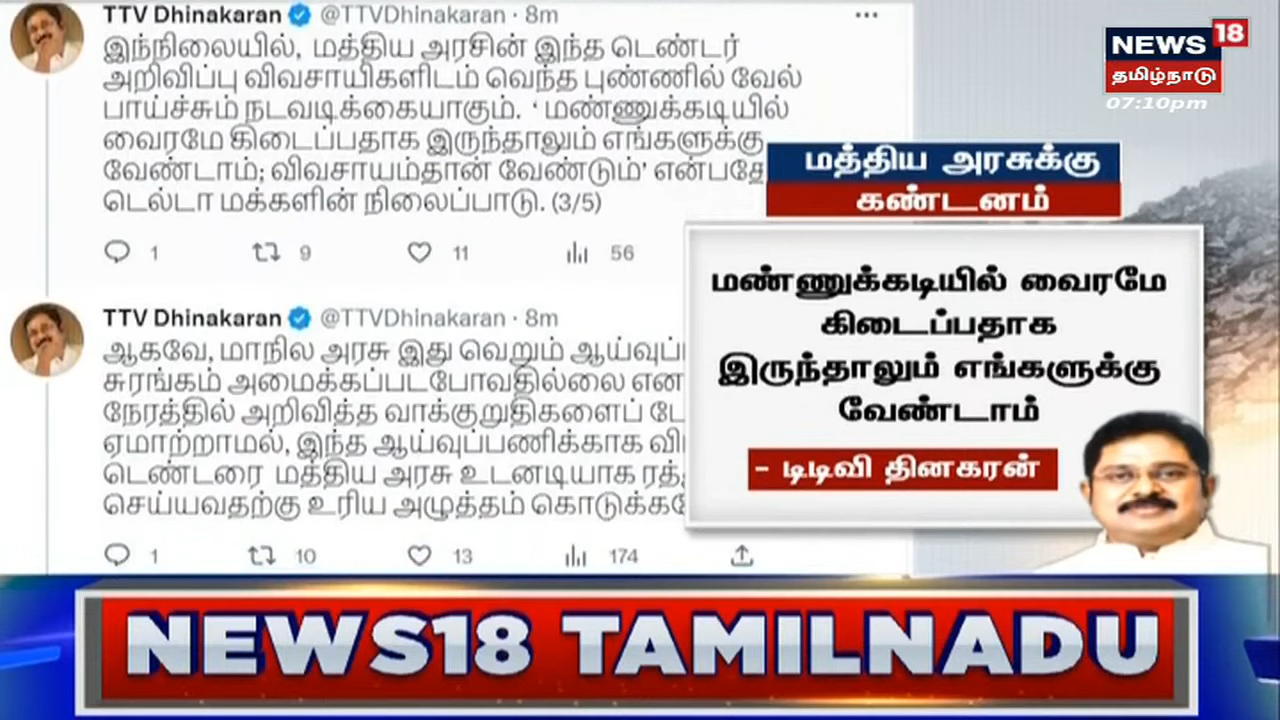 TTV Dhinakaran @TTVDhinakaran · 8m
இந்நிலையில், மத்திய அரசின் இந்த டெண்டர்
அறிவிப்பு விவசாயிகளிடம் வெந்த புண்ணில் வேல்
பாய்ச்சும் நடவடிக்கையாகும். ‘ மண்ணுக்கடியில்
வைரமே கிடைப்பதாக இருந்தாலும் எங்களுக்கு
வேண்டாம்; விவசாயம்தான் வேண்டும்’ என்பதே
டெல்டா மக்களின் நிலைப்பாடு. (3/5)
1 9 11 56
TTV Dhinakaran @TTVDhinakaran · 8m
ஆகவே, மாநில அரசு இது வெறும் ஆய்வுப்
சுரங்கம் அமைக்கப்படபோவதில்லை என
நேரத்தில் அறிவித்த வாக்குறுதிகளைப்
ஏமாற்றாமல், இந்த ஆய்வுப்பணிக்காக
டெண்டரை மத்திய அரசு உடனடியாக
செய்யவதற்கு உரிய அழுத்தம்
1 10 13 174
NEWS 18
தமிழ்நாடு
07:10pm
மத்திய அரசுக்கு
கண்டனம்
மண்ணுக்கடியில் வைரமே
கிடைப்பதாக
இருந்தாலும் எங்களுக்கு
வேண்டாம்
- டிடிவி தினகரன்
NEWS18 TAMILNADU